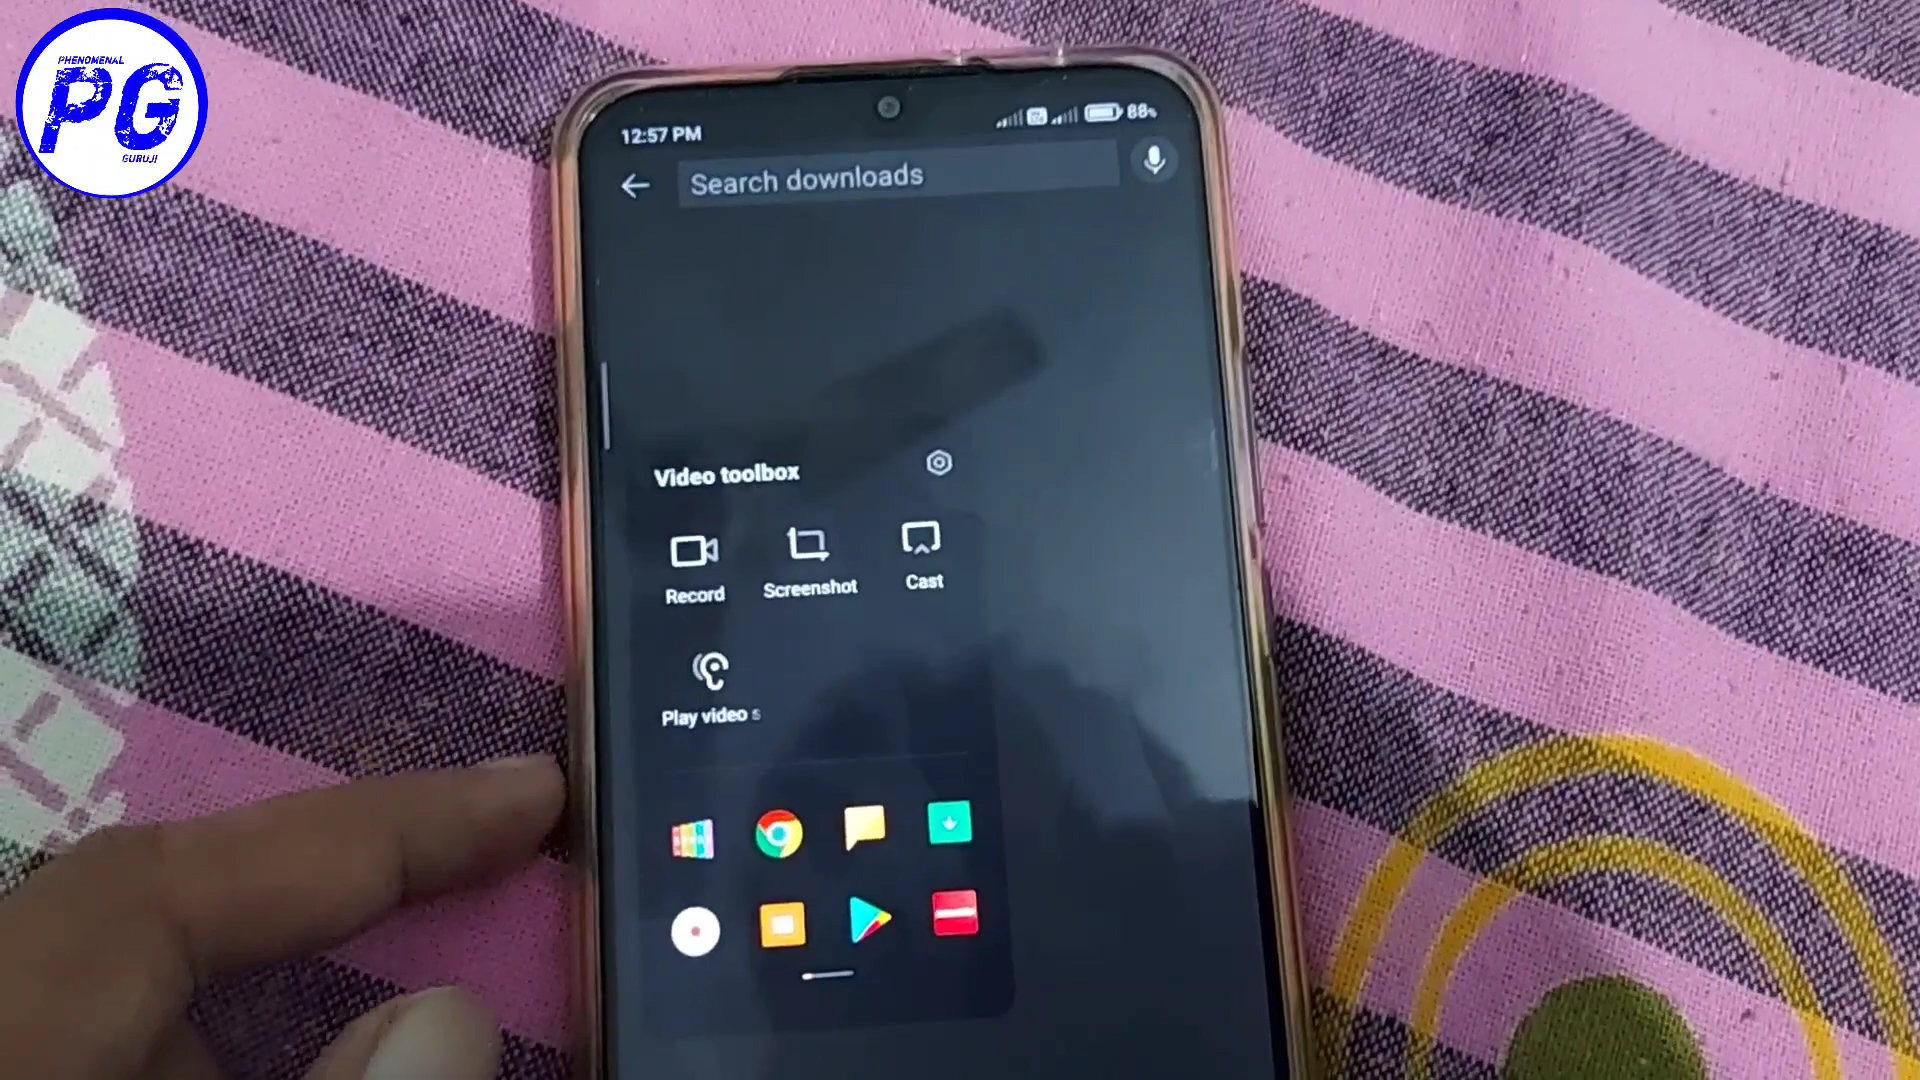 PHENOMENAL
PG
GURUJI
12:57 PM
88%
Search downloads
Video toolbox
Record
Screenshot
Cast
Play video s